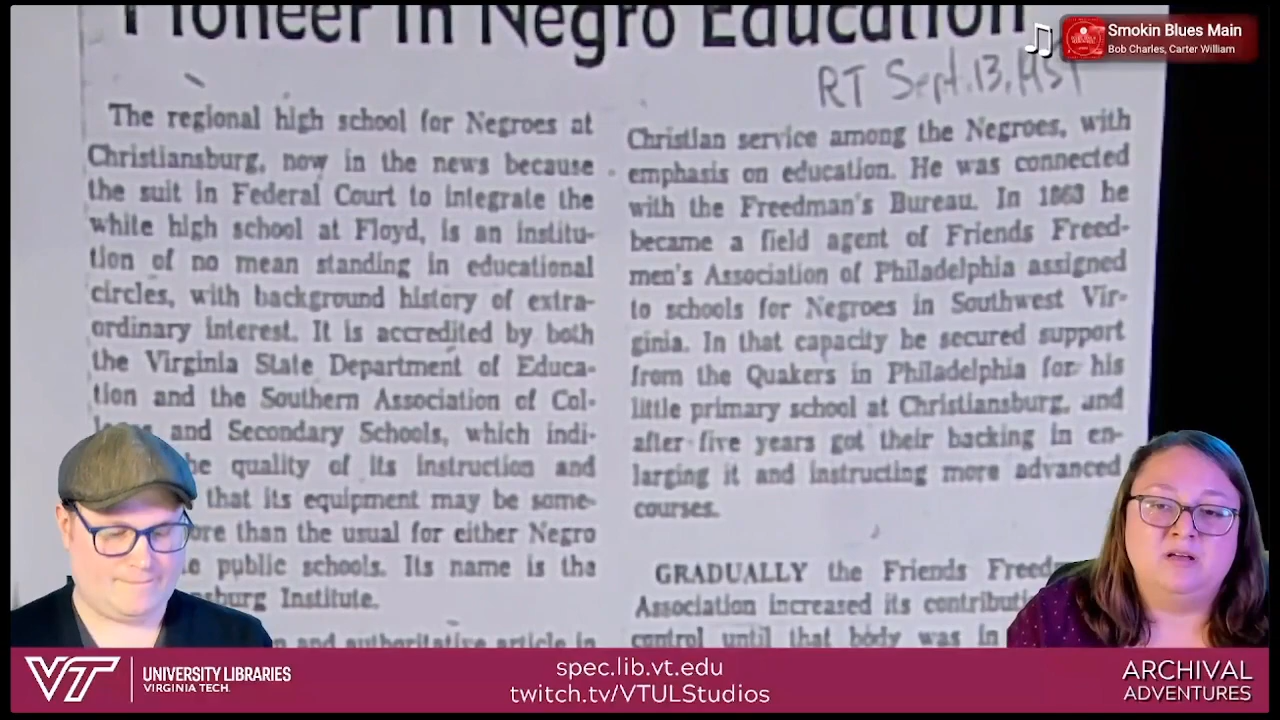 Pioneer in Negro Education
RT Sept. 13,
The regional high school for Negroes at
Christiansburg, now in the news because
the suit in Federal Court to integrate the
white high school at Floyd, is an institu-
tion of no mean standing in educational
circles, with background history of extra-
ordinary interest. It is accredited by both
the Virginia State Department of Educa-
tion and the Southern Association of Col-
and Secondary Schools, which indi-
he quality of its instruction and
that its equipment may be some-
ore than the usual for either Negro
public schools. Its name is the
sburg Institute.
and authoritative article in
Christian service among the Negroes, with
emphasis on education. He was connected
with the Freedman's Bureau. In 1863 he
became a field agent of Friends Freed-
men's Association of Philadelphia assigned
to schools for Negroes in Southwest Vir-
ginia. In that capacity he secured support
from the Quakers in Philadelphia for his
little primary school at Christiansburg, and
after five years got their backing in en-
larging it and instructing more advanced
courses.
GRADUALLY the Friends Freed
Association increased its contributi
control until that body was in
Smokin Blues Main
Bob Charles, Carter William
VT UNIVERSITY LIBRARIES
VIRGINIA TECH.
spec.lib.vt.edu
twitch.tv/VTULStudios
ARCHIVAL
ADVENTURES